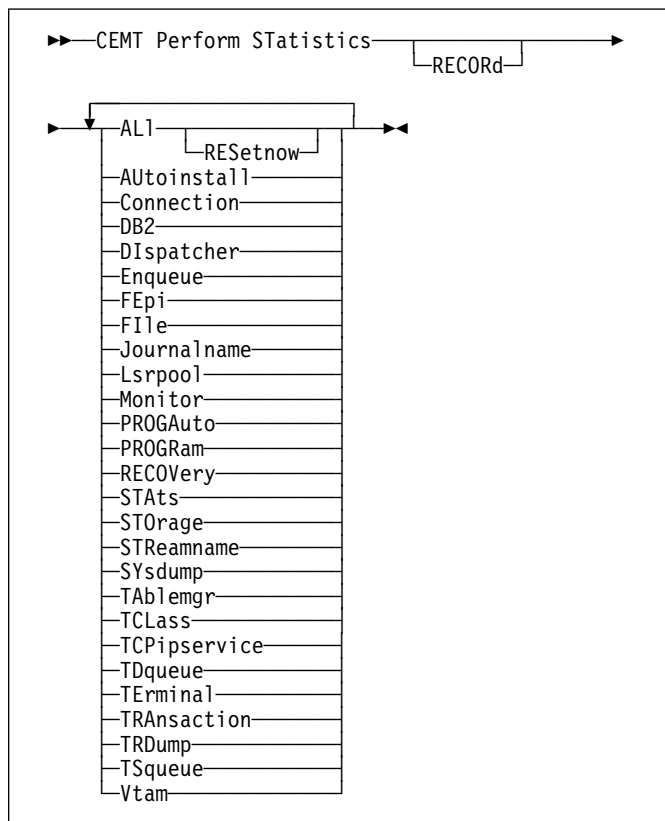 CEMT Perform STatistics
RECORd
ALl
RESetnow
AUtoinstall
Connection
DB2
DIspatcher
Enqueue
FEpi
FIle
Journalname
Lsrpool
Monitor
PROGAuto
PROGRam
RECOVery
STAts
STOrage
STReamname
SYsdump
TAblemgr
TCLass
TCPipservice
TDqueue
TErminal
TRAnsaction
TRDump
TSqueue
Vtam